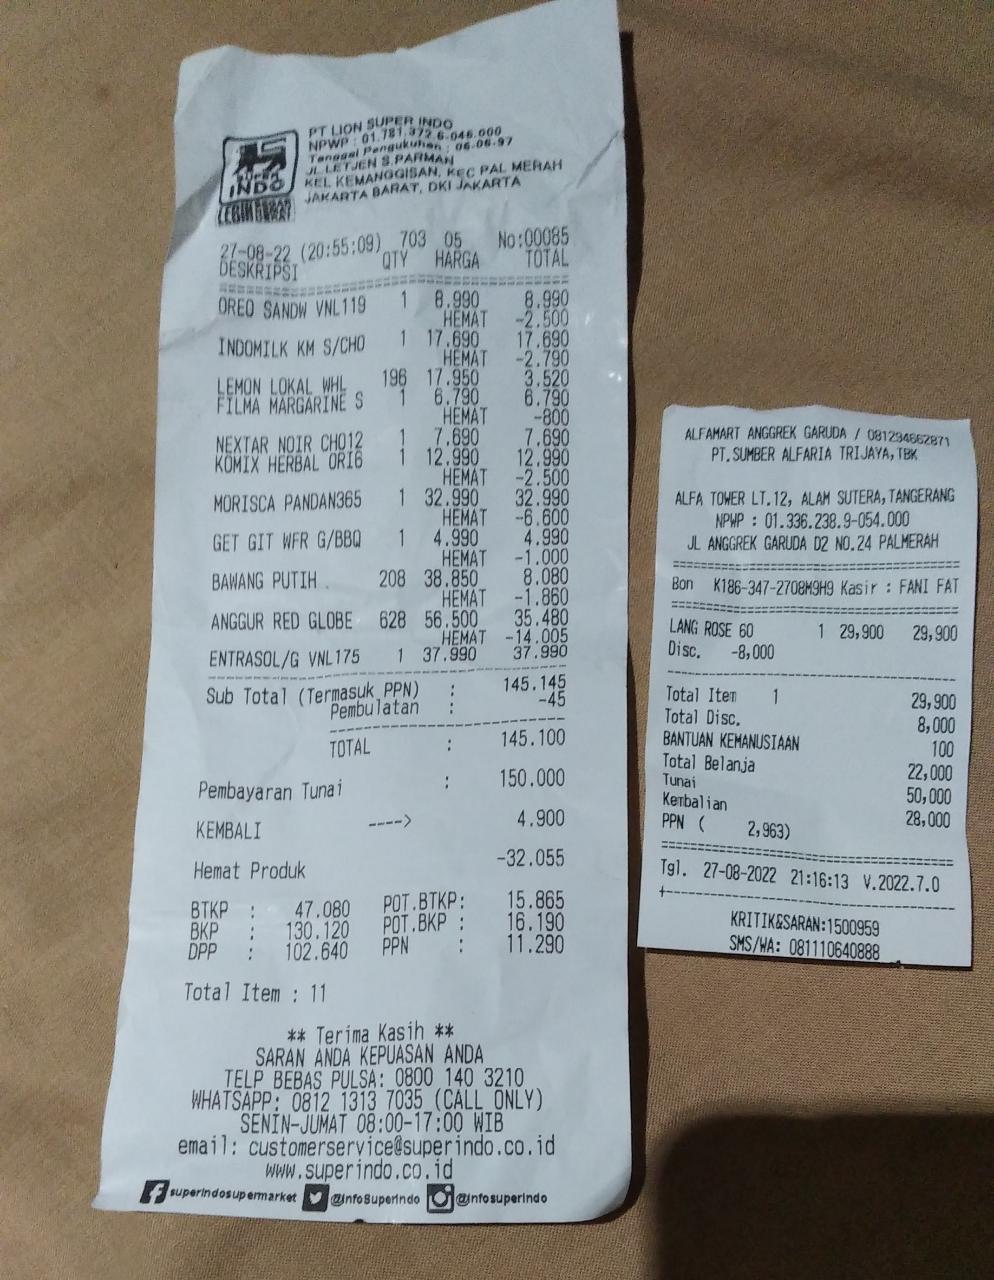 SUPER
INDO
PT LION SUPER INDO
NPWP : 01.781.372.6-046.000
Tanggal Pengukuhan : 06-06-97
JL.LETJEN S.PARMAN
KEL KEMANGGISAN, KEC PAL MERAH
JAKARTA BARAT, DKI JAKARTA
27-08-22 (20:55:09) 703 05 No:00085
DESKRIPSI QTY HARGA TOTAL
OREO SANDW VNL119 1 8.990 8.990
HEMAT -2.500
INDOMILK KM S/CHO 1 17.690 17.690
HEMAT -2.790
LEMON LOKAL WHL 196 17.950 3.520
FILMA MARGARINE S 1 6.790 6.790
HEMAT -800
NEXTAR NOIR CHO12 1 7.690 7.690
KOMIX HERBAL ORI6 1 12.990 12.990
HEMAT -2.500
MORISCA PANDAN365 1 32.990 32.990
HEMAT -6.600
GET GIT WFR G/BBQ 1 4.990 4.990
HEMAT -1.000
BAWANG PUTIH . 208 38.850 8.080
HEMAT -1.860
ANGGUR RED GLOBE 628 56.500 35.480
HEMAT -14.005
ENTRASOL/G VNL175 1 37.990 37.990
Sub Total (Termasuk PPN) : 145.145
Pembulatan : -45
TOTAL : 145.100
Pembayaran Tunai : 150.000
KEMBALI ----> 4.900
Hemat Produk -32.055
BTKP : 47.080 POT.BTKP: 15.865
BKP : 130.120 POT.BKP : 16.190
DPP : 102.640 PPN : 11.290
Total Item : 11
** Terima Kasih **
SARAN ANDA KEPUASAN ANDA
TELP BEBAS PULSA: 0800 140 3210
WHATSAPP: 0812 1313 7035 (CALL ONLY)
SENIN-JUMAT 08:00-17:00 WIB
email: customerservice@superindo.co.id
www.superindo.co.id
superindosupermarket @infoSuperindo @infosuperindo
ALFAMART ANGGREK GARUDA / 081294662871
PT.SUMBER ALFARIA TRIJAYA,TBK
ALFA TOWER LT.12, ALAM SUTERA,TANGERANG
NPWP : 01.336.238.9-054.000
JL ANGGREK GARUDA D2 NO.24 PALMERAH
Bon K186-347-2708M9H9 Kasir : FANI FAT
LANG ROSE 60 1 29,900 29,900
Disc. -8,000
Total Item 1 29,900
Total Disc. 8,000
BANTUAN KEMANUSIAAN 100
Total Belanja 22,000
Tunai 50,000
Kembalian 28,000
PPN ( 2,963)
Tgl. 27-08-2022 21:16:13 V.2022.7.0
KRITIK&SARAN:1500959
SMS/WA: 081110640888